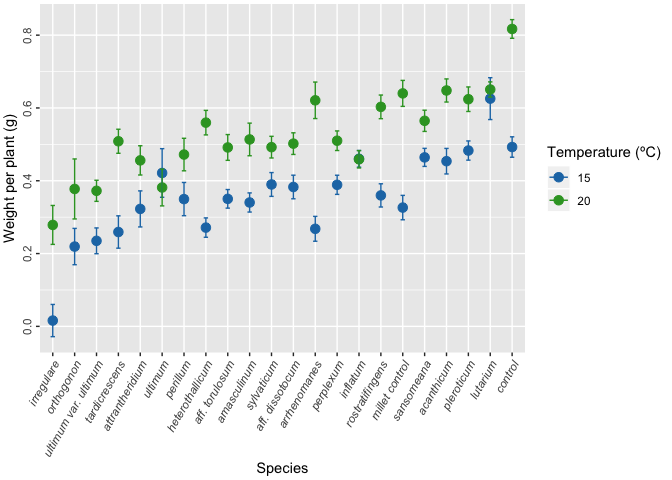 Weight per plant (g)
0.8
0.6
0.4
0.2
0.0
irregulare
orthogonon
ultimum var. ultimum
tardicrescens
attrantheridium
ultimum
perillum
heterothallicum
aff. torulosum
amasculinum
sylvaticum
aff. dissotocum
arrhenomanes
perplexum
inflatum
rostratifingens
millet control
sansomeana
acanthicum
pleroticum
lutarium
control
Species
Temperature (ºC)
15
20